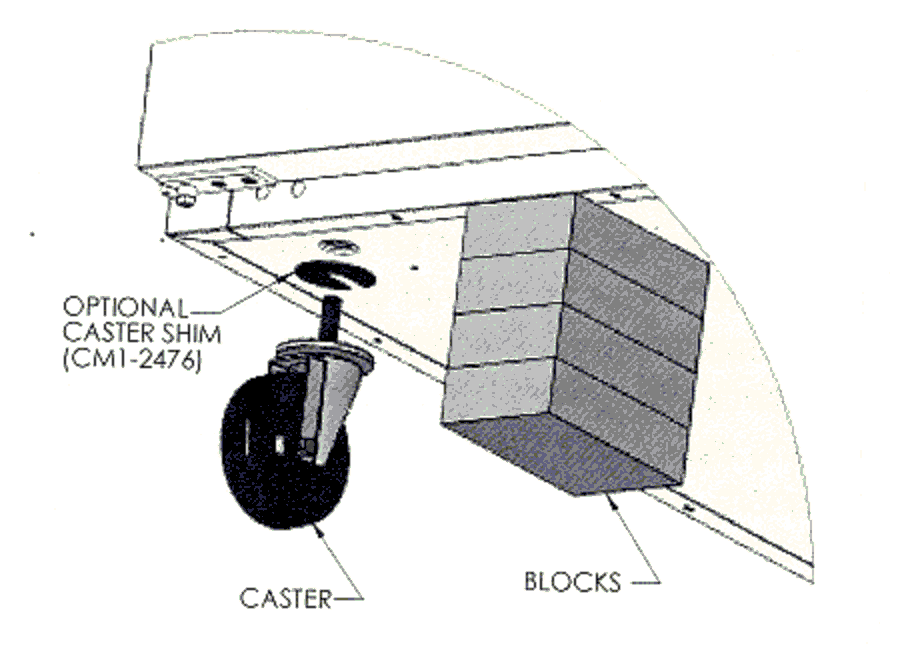 OPTIONAL
CASTER SHIM
(CM1-2476)
CASTER
BLOCKS